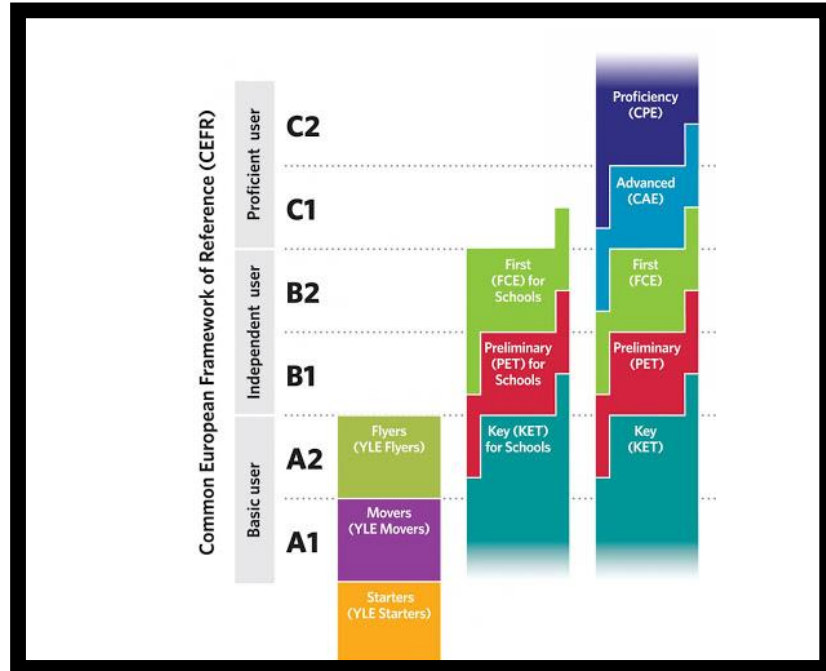 Common European Framework of Reference (CEFR)
Proficient user
Independent user
Basic user
C2
C1
B2
B1
A2
A1
Flyers
(YLE Flyers)
Movers
(YLE Movers)
Starters
(YLE Starters)
First
(FCE) for
Schools
Preliminary
(PET) for
Schools
Key (KET)
for Schools
Proficiency
(CPE)
Advanced
(CAE)
First
(FCE)
Preliminary
(PET)
Key
(KET)